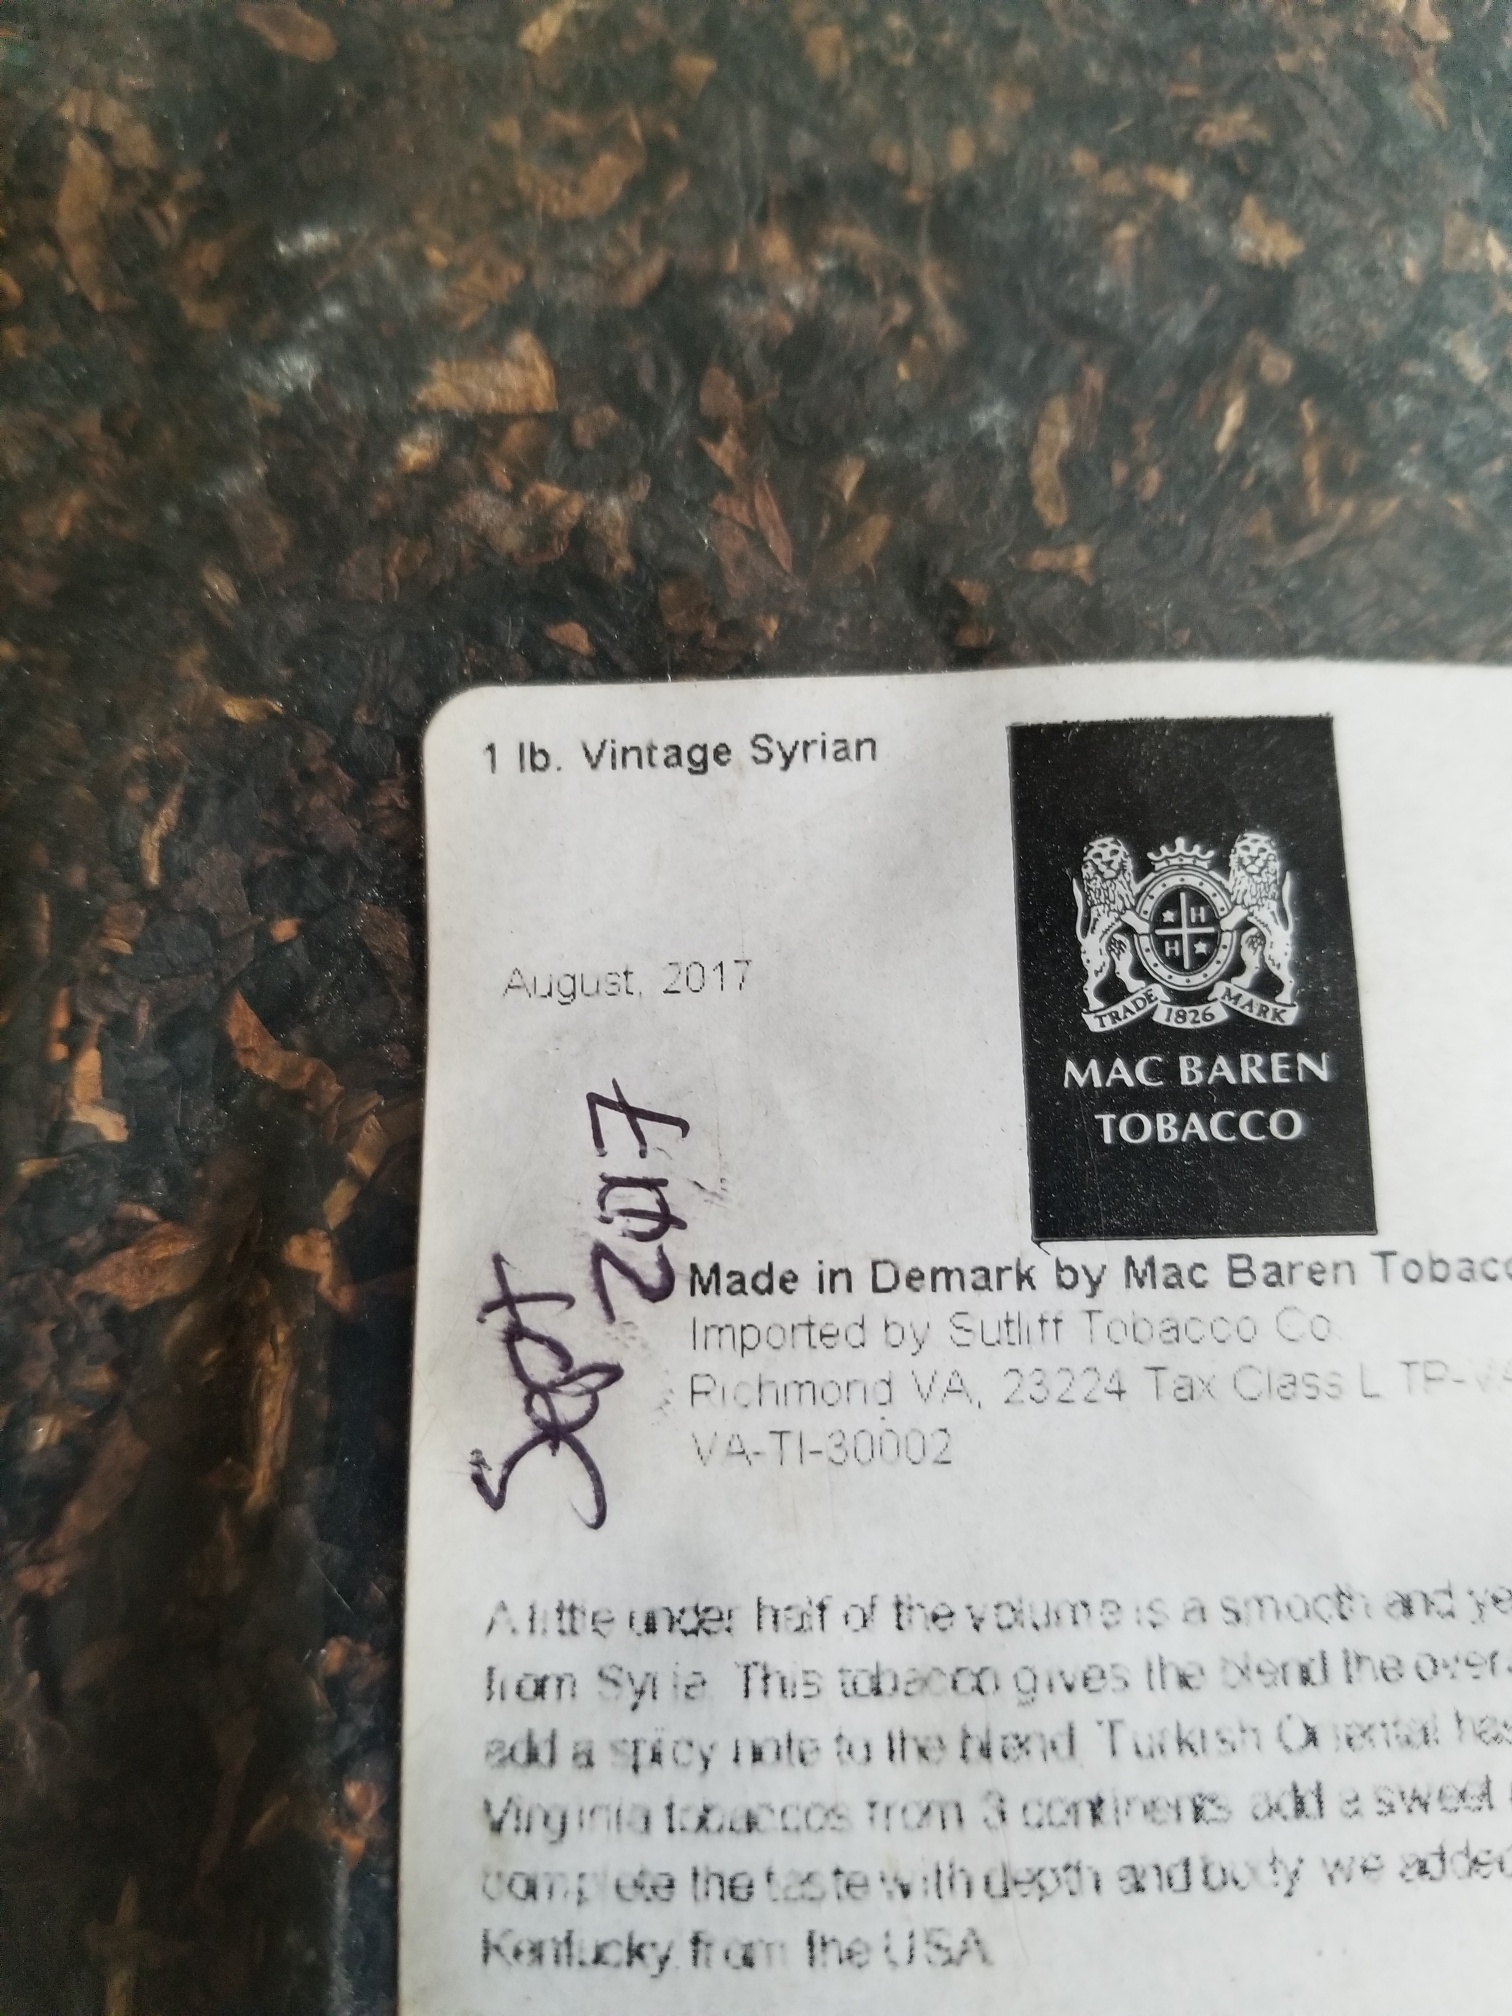 1 lb. Vintage Syrian
August, 2017
Sept
2017
H
H
TRADE 1826 MARK
MAC BAREN
TOBACCO
Made in Demark by Mac Baren
Imported by Sutliff Tobacco Co.
Richmond VA, 23224 Tax Class L
VA-TI-30002
A little under half of the volume is a smooth and
from Syria. This tobacco gives the blend the
add a spicy note to the blend. Turkish Oriental has
Virginia tobaccos from 3 continents add a sweet
complete the taste with depth and body we added
Kentucky from the USA